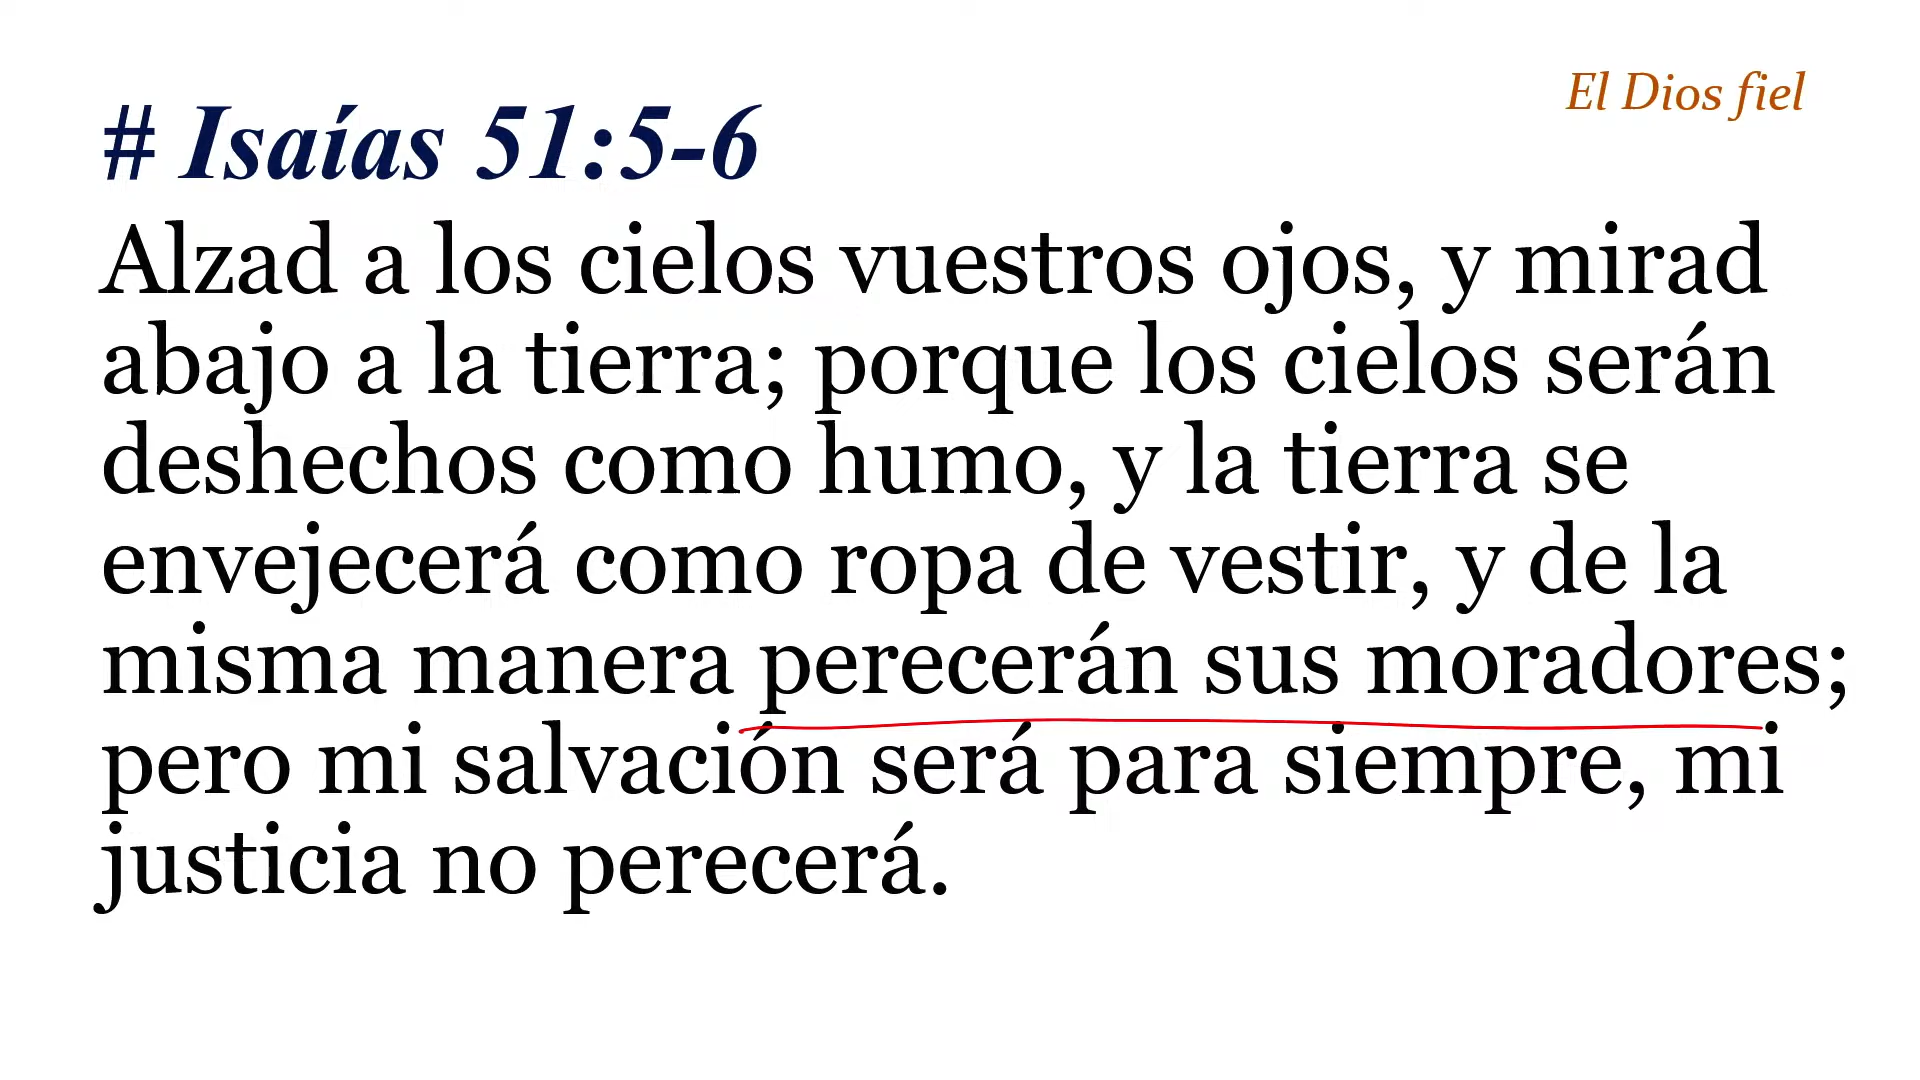 El Dios fiel
# Isaías 51:5-6
Alzad a los cielos vuestros ojos, y mirad
abajo a la tierra; porque los cielos serán
deshechos como humo, y la tierra se
envejecerá como ropa de vestir, y de la
misma manera perecerán sus moradores;
pero mi salvación será para siempre, mi
justicia no perecerá.